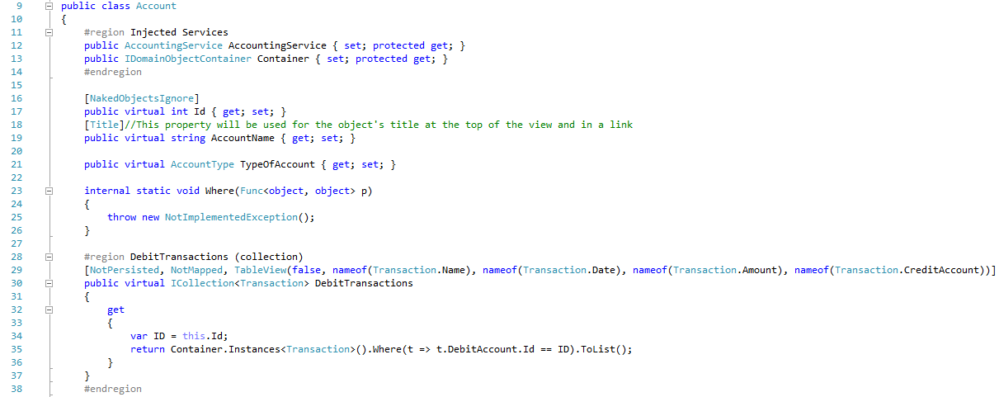 9 public class Account
10 {
11 #region Injected Services
12 public AccountingService AccountingService { set; protected get; }
13 public IDomainObjectContainer Container { set; protected get; }
14 #endregion
15
16 [NakedObjectsIgnore]
17 public virtual int Id { get; set; }
18 [Title]//This property will be used for the object's title at the top of the view and in a link
19 public virtual string AccountName { get; set; }
20
21 public virtual AccountType TypeOfAccount { get; set; }
22
23 internal static void Where(Func<object, object> p)
24 {
25 throw new NotImplementedException();
26 }
27
28 #region DebitTransactions (collection)
29 [NotPersisted, NotMapped, TableView(false, nameof(Transaction.Name), nameof(Transaction.Date), nameof(Transaction.Amount), nameof(Transaction.CreditAccount))]
30 public virtual ICollection<Transaction> DebitTransactions
31 {
32 get
33 {
34 var ID = this.Id;
35 return Container.Instances<Transaction>().Where(t => t.DebitAccount.Id == ID).ToList();
36 }
37 }
38 #endregion